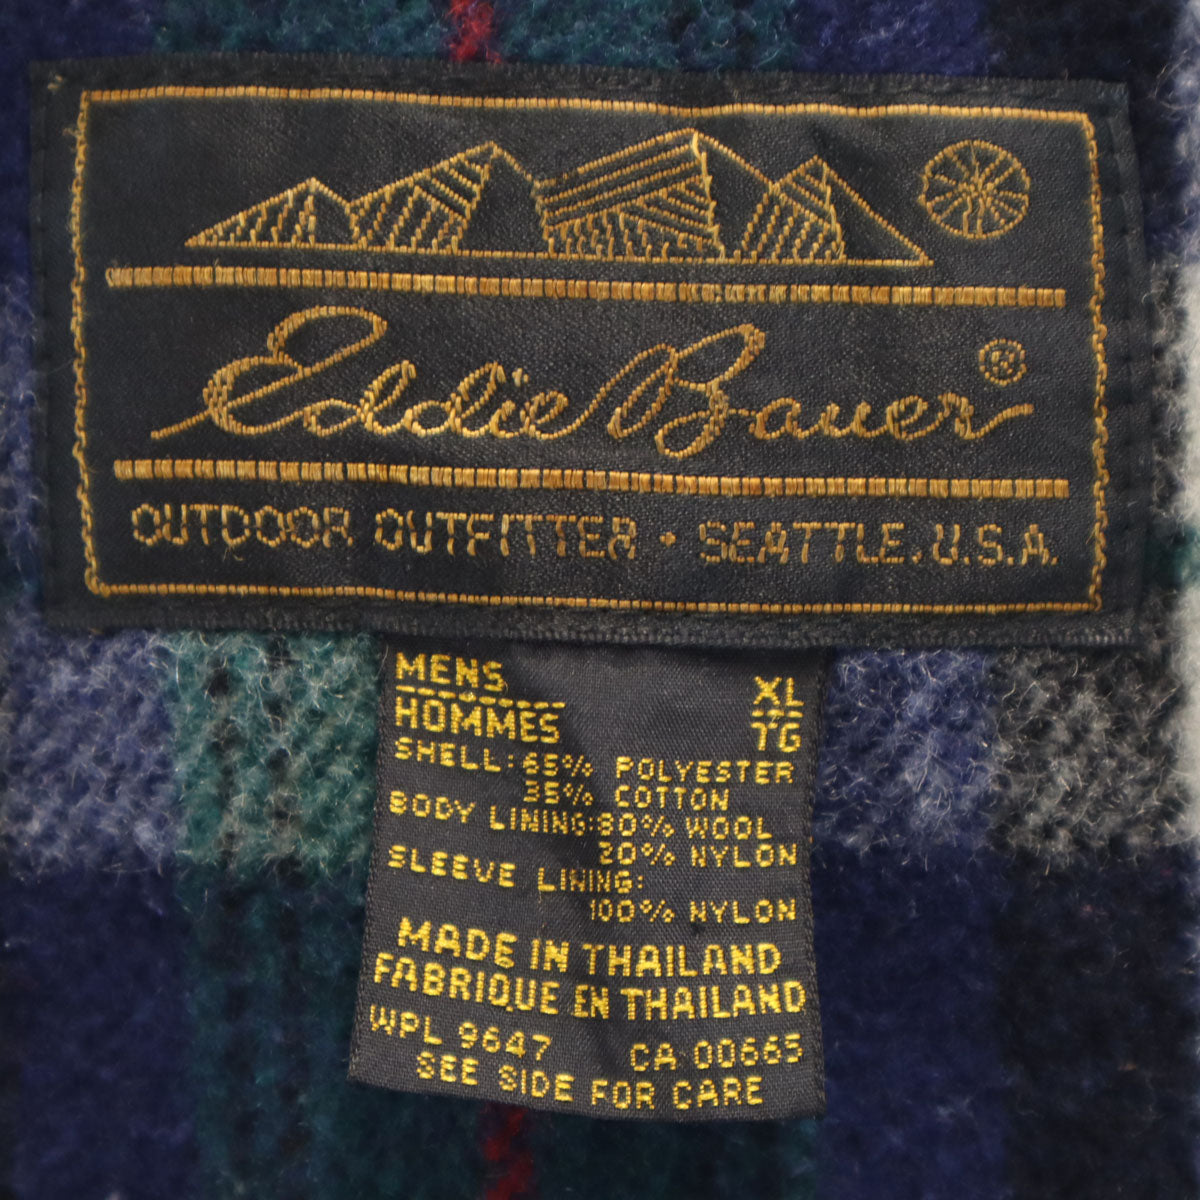 Eddie Bauer ®
OUTDOOR OUTFITTER • SEATTLE, U.S.A.
MENS XL
HOMMES TG
SHELL: 65% POLYESTER
35% COTTON
BODY LINING: 80% WOOL
20% NYLON
SLEEVE LINING:
100% NYLON
MADE IN THAILAND
FABRIQUE EN THAILAND
WPL 9647 CA 00665
SEE SIDE FOR CARE